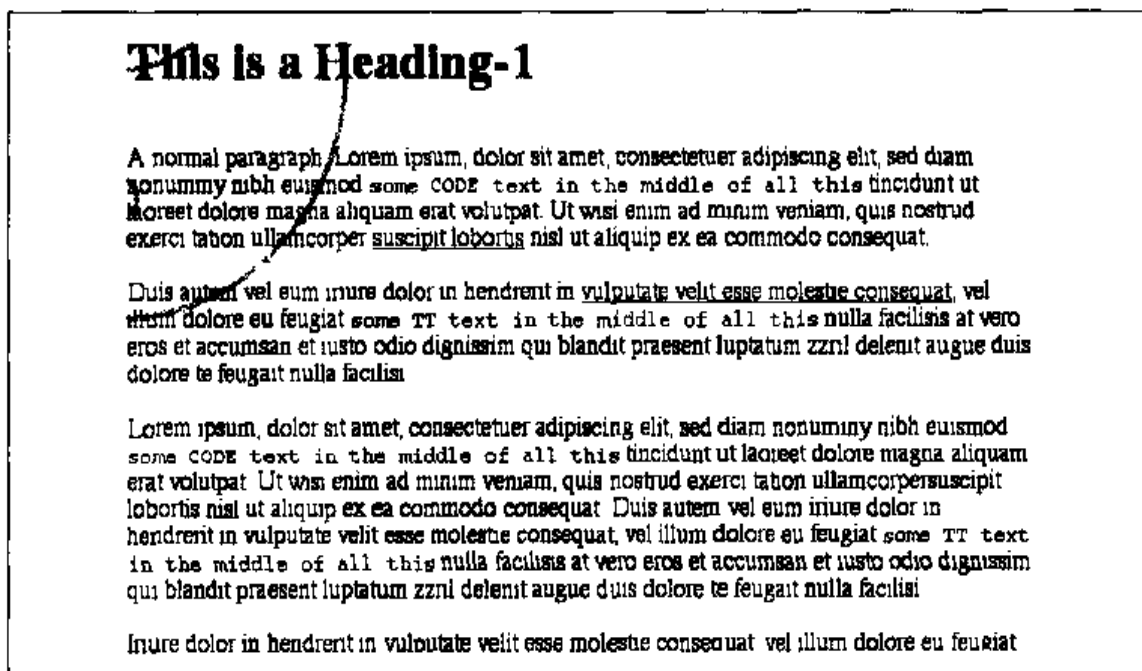 This is a Heading-1
A normal paragraph. Lorem ipsum, dolor sit amet, consectetuer adipiscing elit, sed diam
nonummy nibh euismod some CODE text in the middle of all this tincidunt ut
laoreet dolore magna aliquam erat volutpat. Ut wisi enim ad minim veniam, quis nostrud
exerci tation ullamcorper suscipit lobortis nisl ut aliquip ex ea commodo consequat.
Duis autem vel eum iriure dolor in hendrerit in vulputate velit esse molestie consequat, vel
illum dolore eu feugiat some TT text in the middle of all this nulla facilisis at vero
eros et accumsan et iusto odio dignissim qui blandit praesent luptatum zzril delenit augue duis
dolore te feugait nulla facilisi
Lorem ipsum, dolor sit amet, consectetuer adipiscing elit, sed diam nonummy nibh euismod
some CODE text in the middle of all this tincidunt ut laoreet dolore magna aliquam
erat volutpat Ut wisi enim ad minim veniam, quis nostrud exerci tation ullamcorpersuscipit
lobortis nisl ut aliquip ex ea commodo consequat Duis autem vel eum iriure dolor in
hendrerit in vulputate velit esse molestie consequat, vel illum dolore eu feugiat some TT text
in the middle of all this nulla facilisis at vero eros et accumsan et iusto odio dignissim
qui blandit praesent luptatum zzril delenit augue duis dolore te feugait nulla facilisi
Iriure dolor in hendrerit in vulputate velit esse molestie consequat vel illum dolore eu feugiat